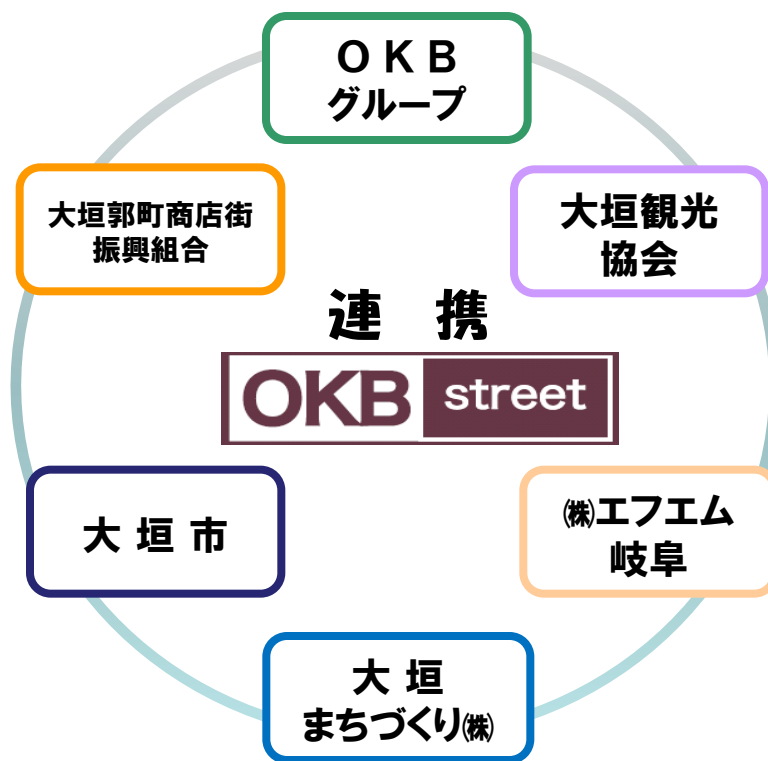 ＯＫＢ
グループ
大垣郭町商店街
振興組合
大垣観光
協会
連　携
OKB street
大 垣 市
㈱エフエム
岐阜
大 垣
まちづくり㈱